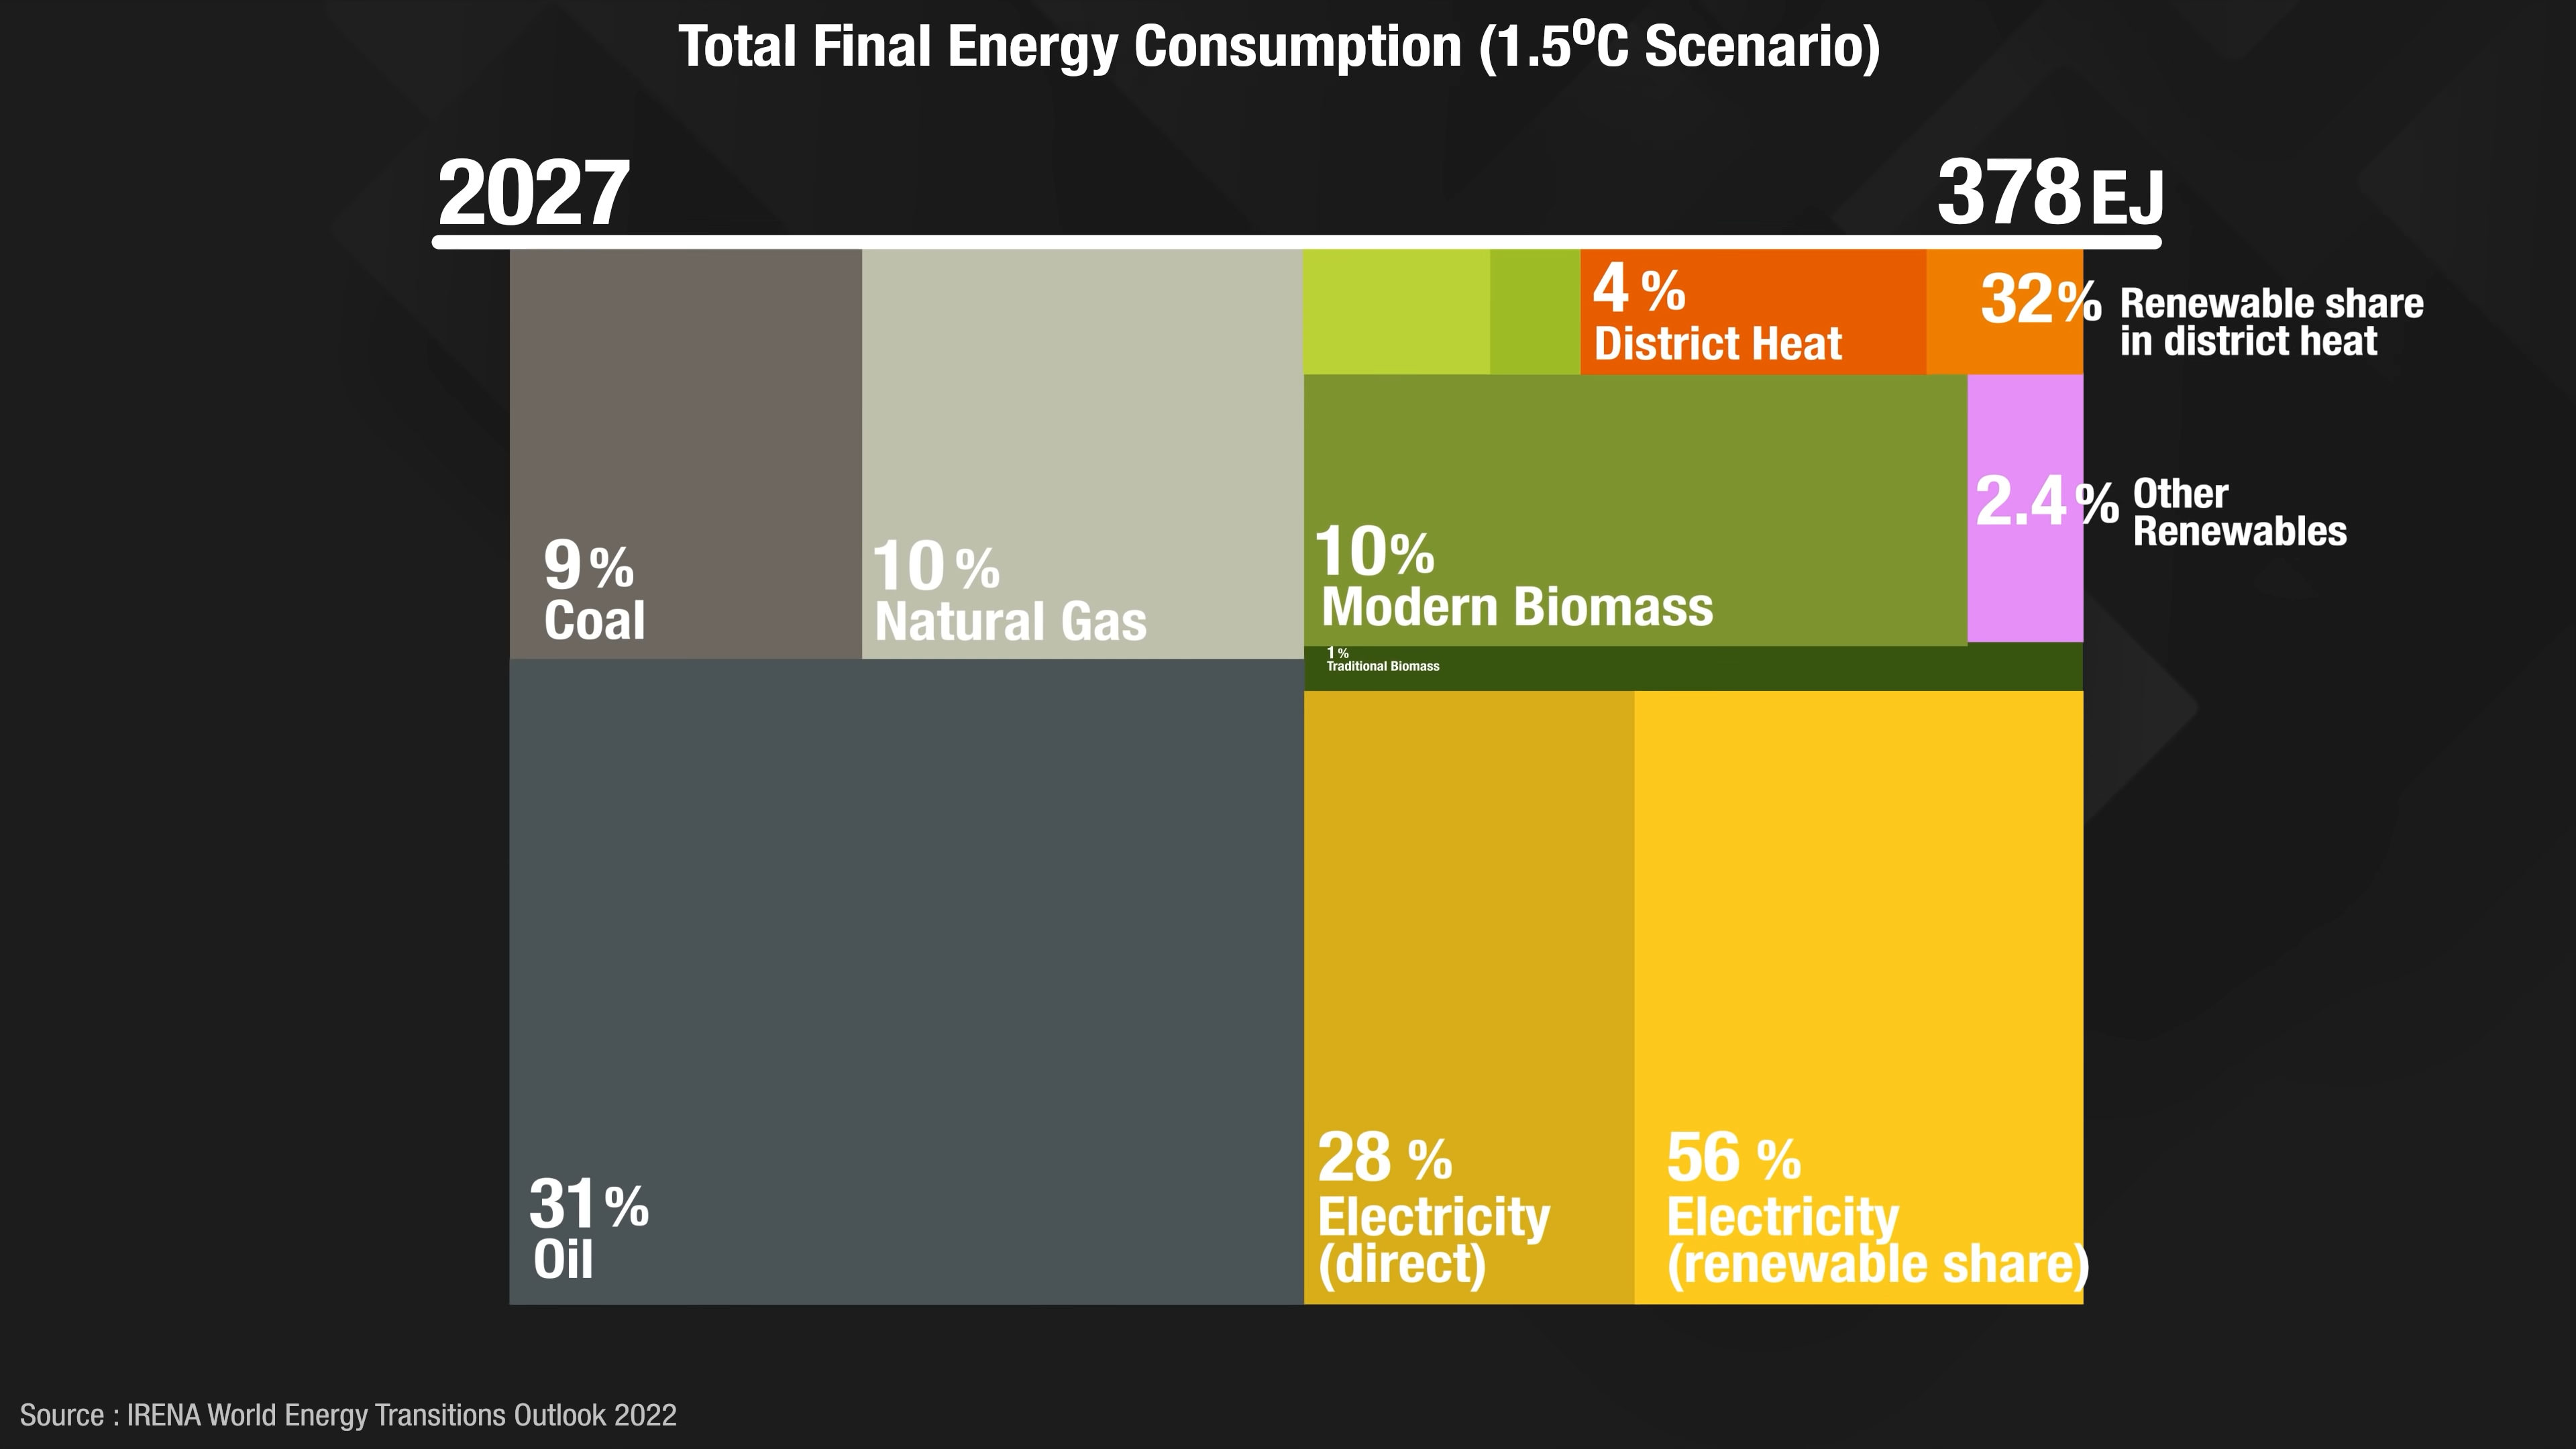 Total Final Energy Consumption (1.5⁰C Scenario)
2027
378 EJ
4 %
District Heat
32% Renewable share
in district heat
9%
Coal
10 %
Natural Gas
10%
Modern Biomass
2.4% Other
Renewables
1%
Traditional Biomass
31%
Oil
28 %
Electricity
(direct)
56 %
Electricity
(renewable share)
Source : IRENA World Energy Transitions Outlook 2022